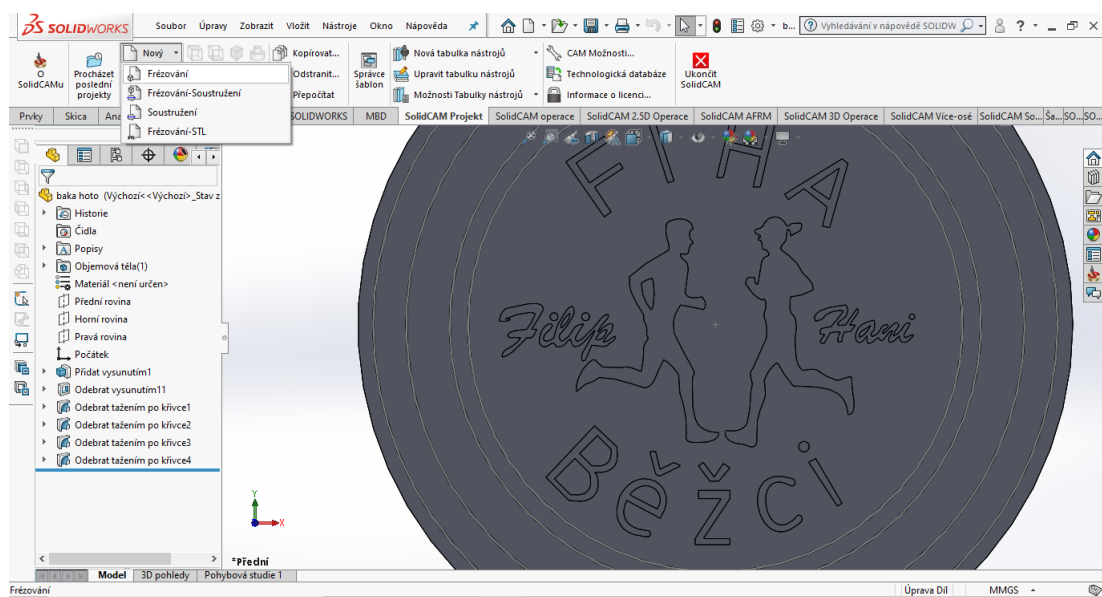 SOLIDWORKS Soubor Úpravy Zobrazit Vložit Nástroje Okno Nápověda b... Vyhledávání v nápovědě SOLIDW
Nový Kopírovat... Nová tabulka nástrojů CAM Možnosti...
O SolidCAMu Procházet poslední projekty Frézování Odstranit... Správce šablon Upravit tabulku nástrojů Technologická databáze Ukončit SolidCAM
Frézování-Soustružení Přepočítat Možnosti Tabulky nástrojů Informace o licenci...
Prvky Skica Ana Soustružení SOLIDWORKS MBD SolidCAM Projekt SolidCAM operace SolidCAM 2.5D Operace SolidCAM AFRM SolidCAM 3D Operace SolidCAM Více-osé SolidCAM So... Ša... SO... SO...
Frézování-STL
baka hoto (Výchozí<<Výchozí>_Stav z
Historie
Čidla
Popisy
Objemová těla(1)
Materiál <není určen>
Přední rovina
Horní rovina
Pravá rovina
Počátek
Přidat vysunutím1
Odebrat vysunutím11
Odebrat tažením po křivce1
Odebrat tažením po křivce2
Odebrat tažením po křivce3
Odebrat tažením po křivce4
FIHA
Filip Hani
Běžci
Y
X
*Přední
Model 3D pohledy Pohybová studie 1
Frézování Úprava Díl MMGS